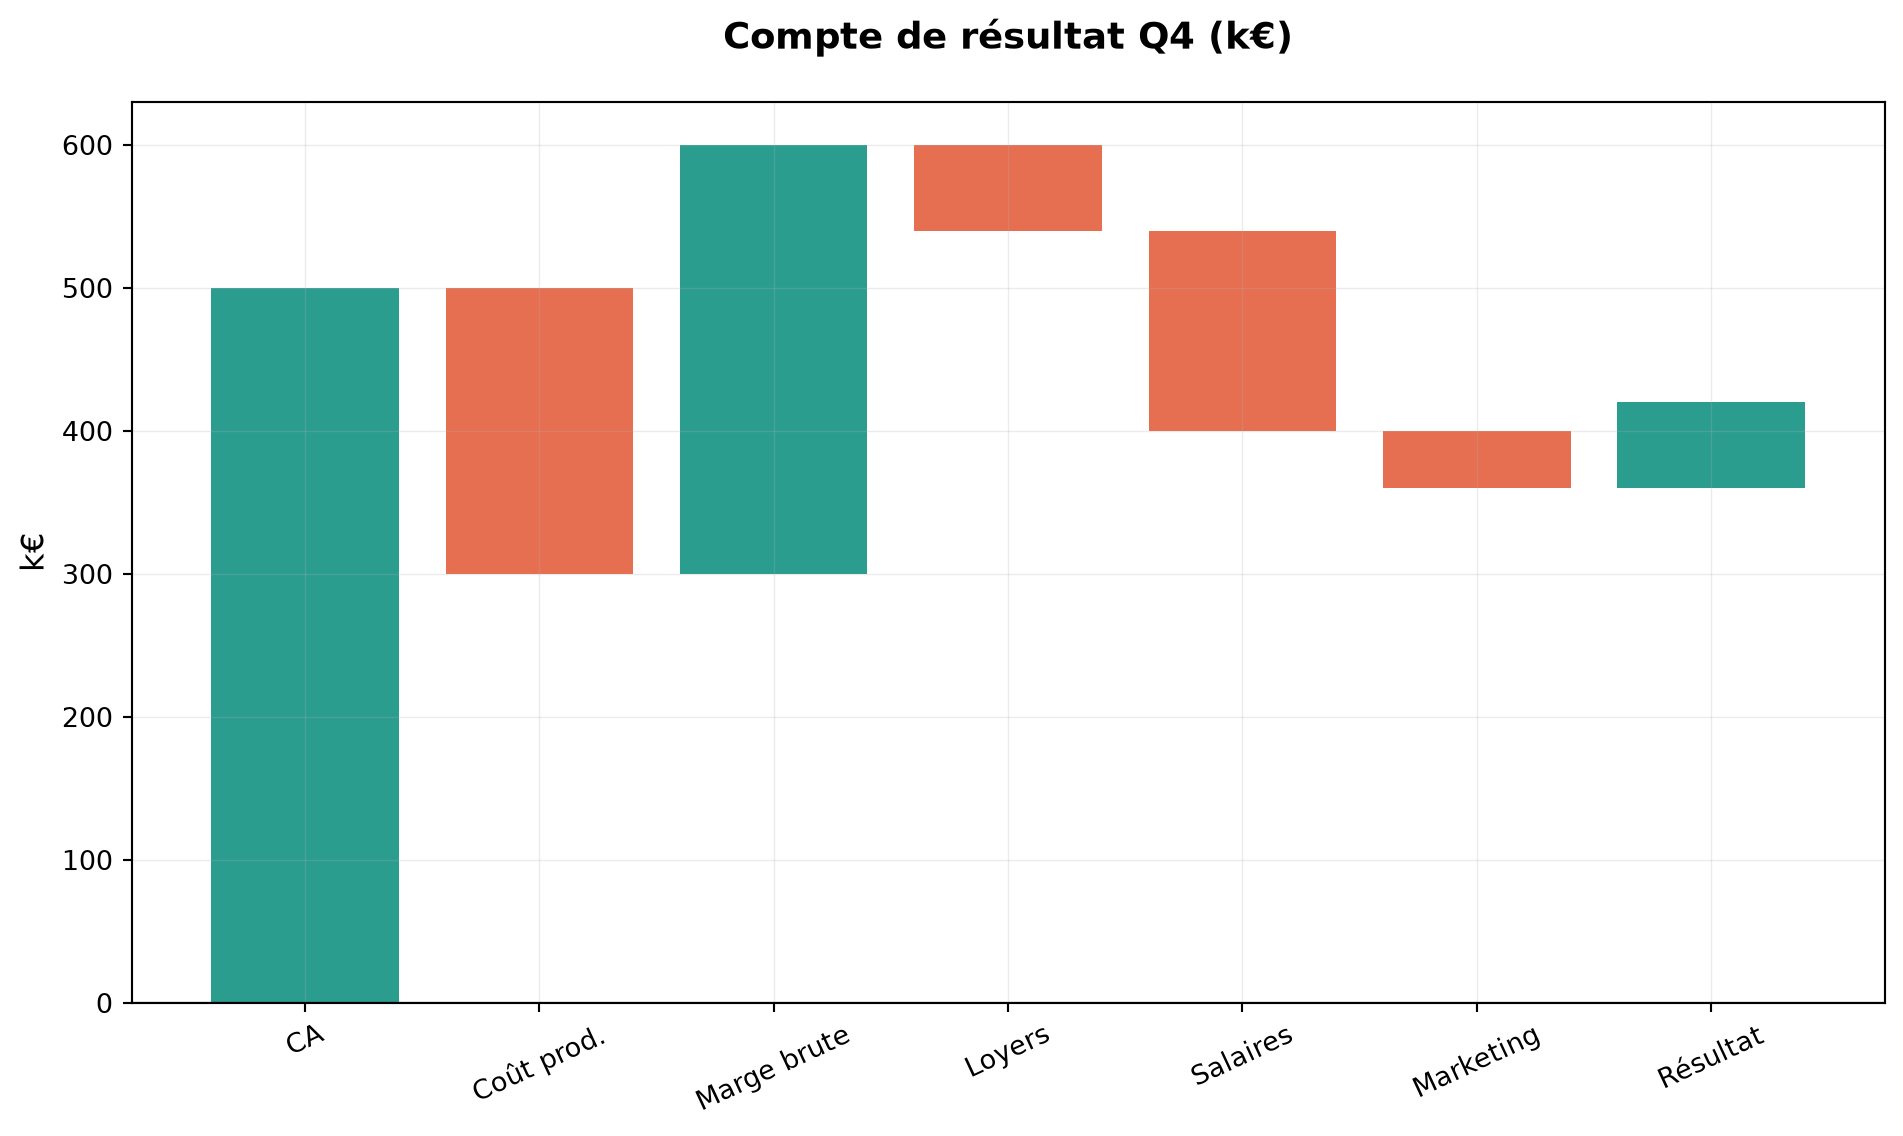 Compte de résultat Q4 (k€)
k€
600
500
400
300
200
100
0
CA
Coût prod.
Marge brute
Loyers
Salaires
Marketing
Résultat